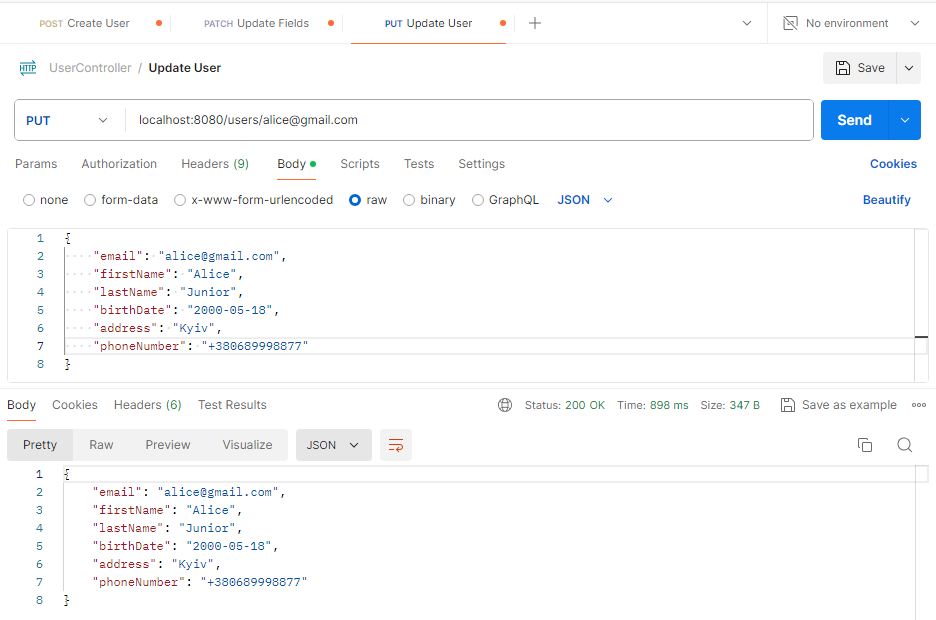 POST Create User PATCH Update Fields PUT Update User No environment
HTTP UserController / Update User Save
PUT localhost:8080/users/alice@gmail.com Send
Params Authorization Headers (9) Body Scripts Tests Settings Cookies
none form-data x-www-form-urlencoded raw binary GraphQL JSON Beautify
1 {
2 "email": "alice@gmail.com",
3 "firstName": "Alice",
4 "lastName": "Junior",
5 "birthDate": "2000-05-18",
6 "address": "Kyiv",
7 "phoneNumber": "+380689998877"
8 }
Body Cookies Headers (6) Test Results Status: 200 OK Time: 898 ms Size: 347 B Save as example
Pretty Raw Preview Visualize JSON
1 {
2 "email": "alice@gmail.com",
3 "firstName": "Alice",
4 "lastName": "Junior",
5 "birthDate": "2000-05-18",
6 "address": "Kyiv",
7 "phoneNumber": "+380689998877"
8 }